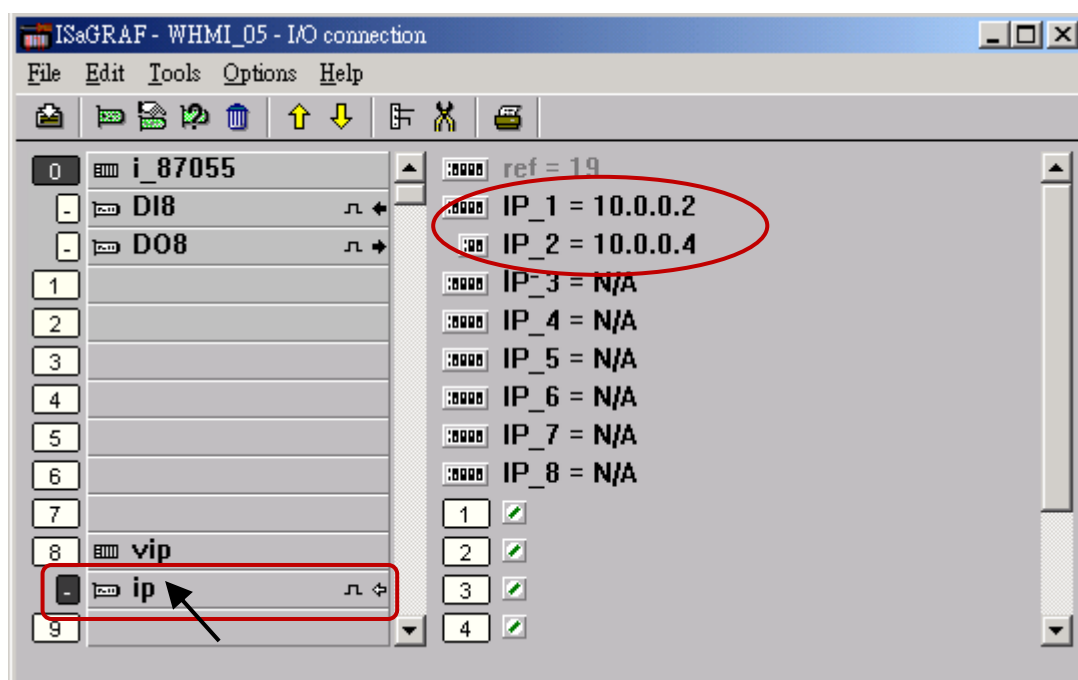 ISaGRAF - WHMI_05 - I/O connection
File Edit Tools Options Help
0 i_87055
- DI8
- DO8
1
2
3
4
5
6
7
8 vip
- ip
9
ref = 19
IP_1 = 10.0.0.2
IP_2 = 10.0.0.4
IP_3 = N/A
IP_4 = N/A
IP_5 = N/A
IP_6 = N/A
IP_7 = N/A
IP_8 = N/A
1
2
3
4